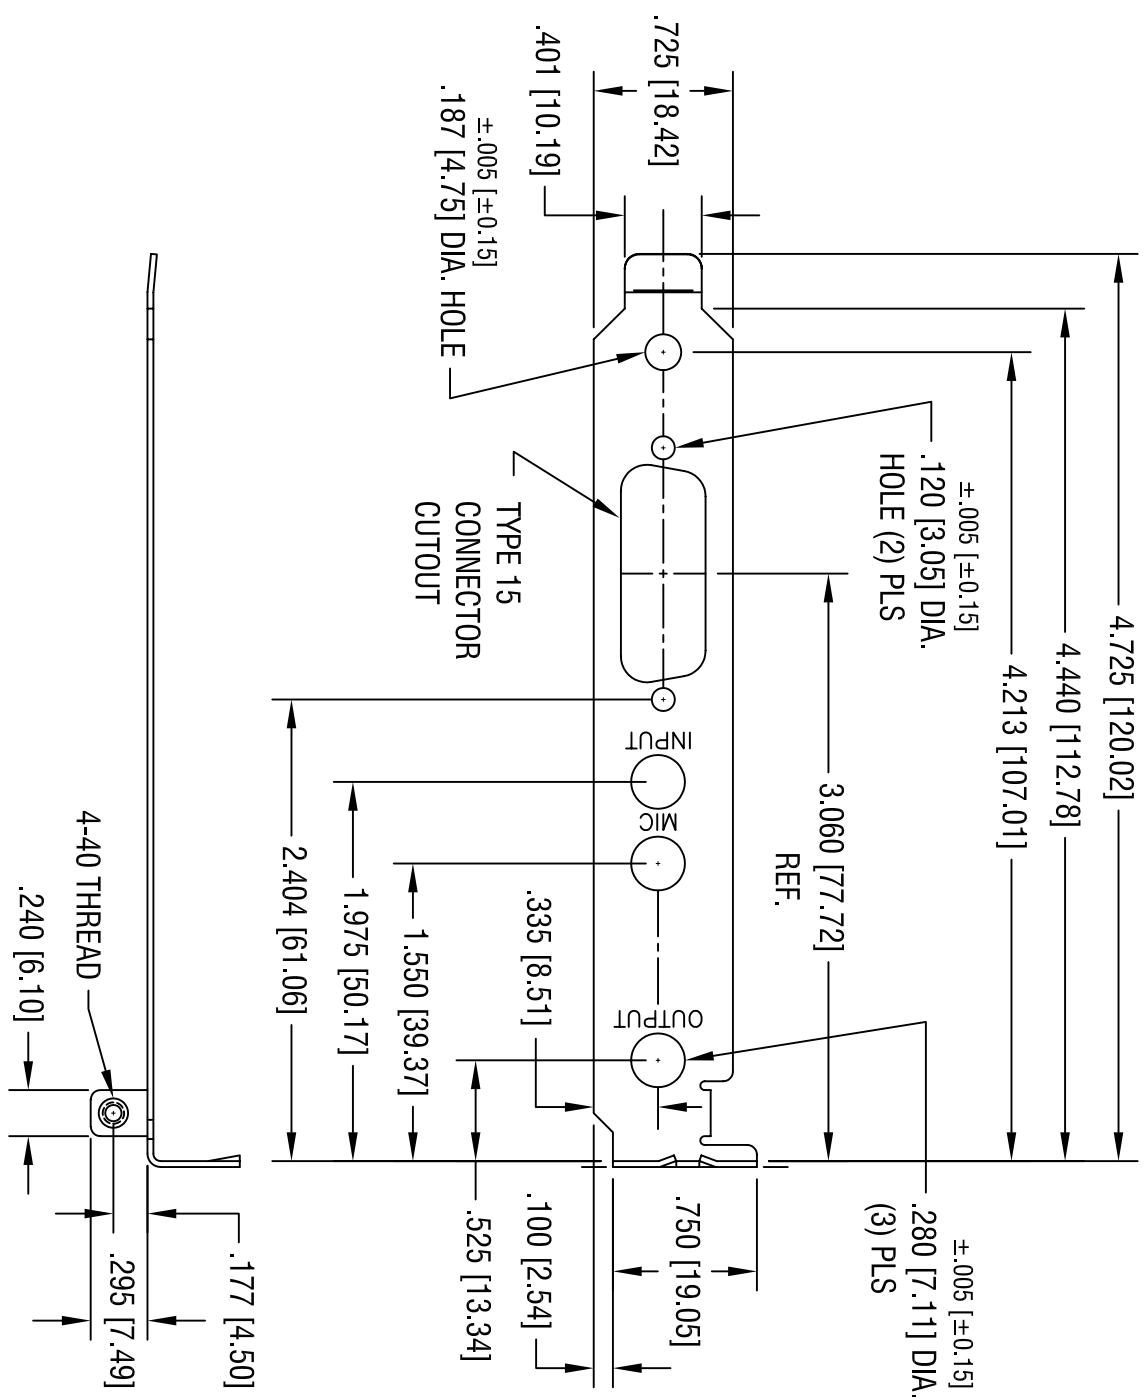 4.725 [120.02]
4.440 [112.78]
4.213 [107.01]
±.005 [±0.15]
.120 [3.05] DIA.
HOLE (2) PLS
3.060 [77.72]
REF.
±.005 [±0.15]
.280 [7.11] DIA.
(3) PLS
.725 [18.42]
.401 [10.19]
±.005 [±0.15]
.187 [4.75] DIA. HOLE
TYPE 15
CONNECTOR
CUTOUT
INPUT
MIC
OUTPUT
.335 [8.51]
.750 [19.05]
.100 [2.54]
.525 [13.34]
1.550 [39.37]
1.975 [50.17]
2.404 [61.06]
4-40 THREAD
.240 [6.10]
.177 [4.50]
.295 [7.49]